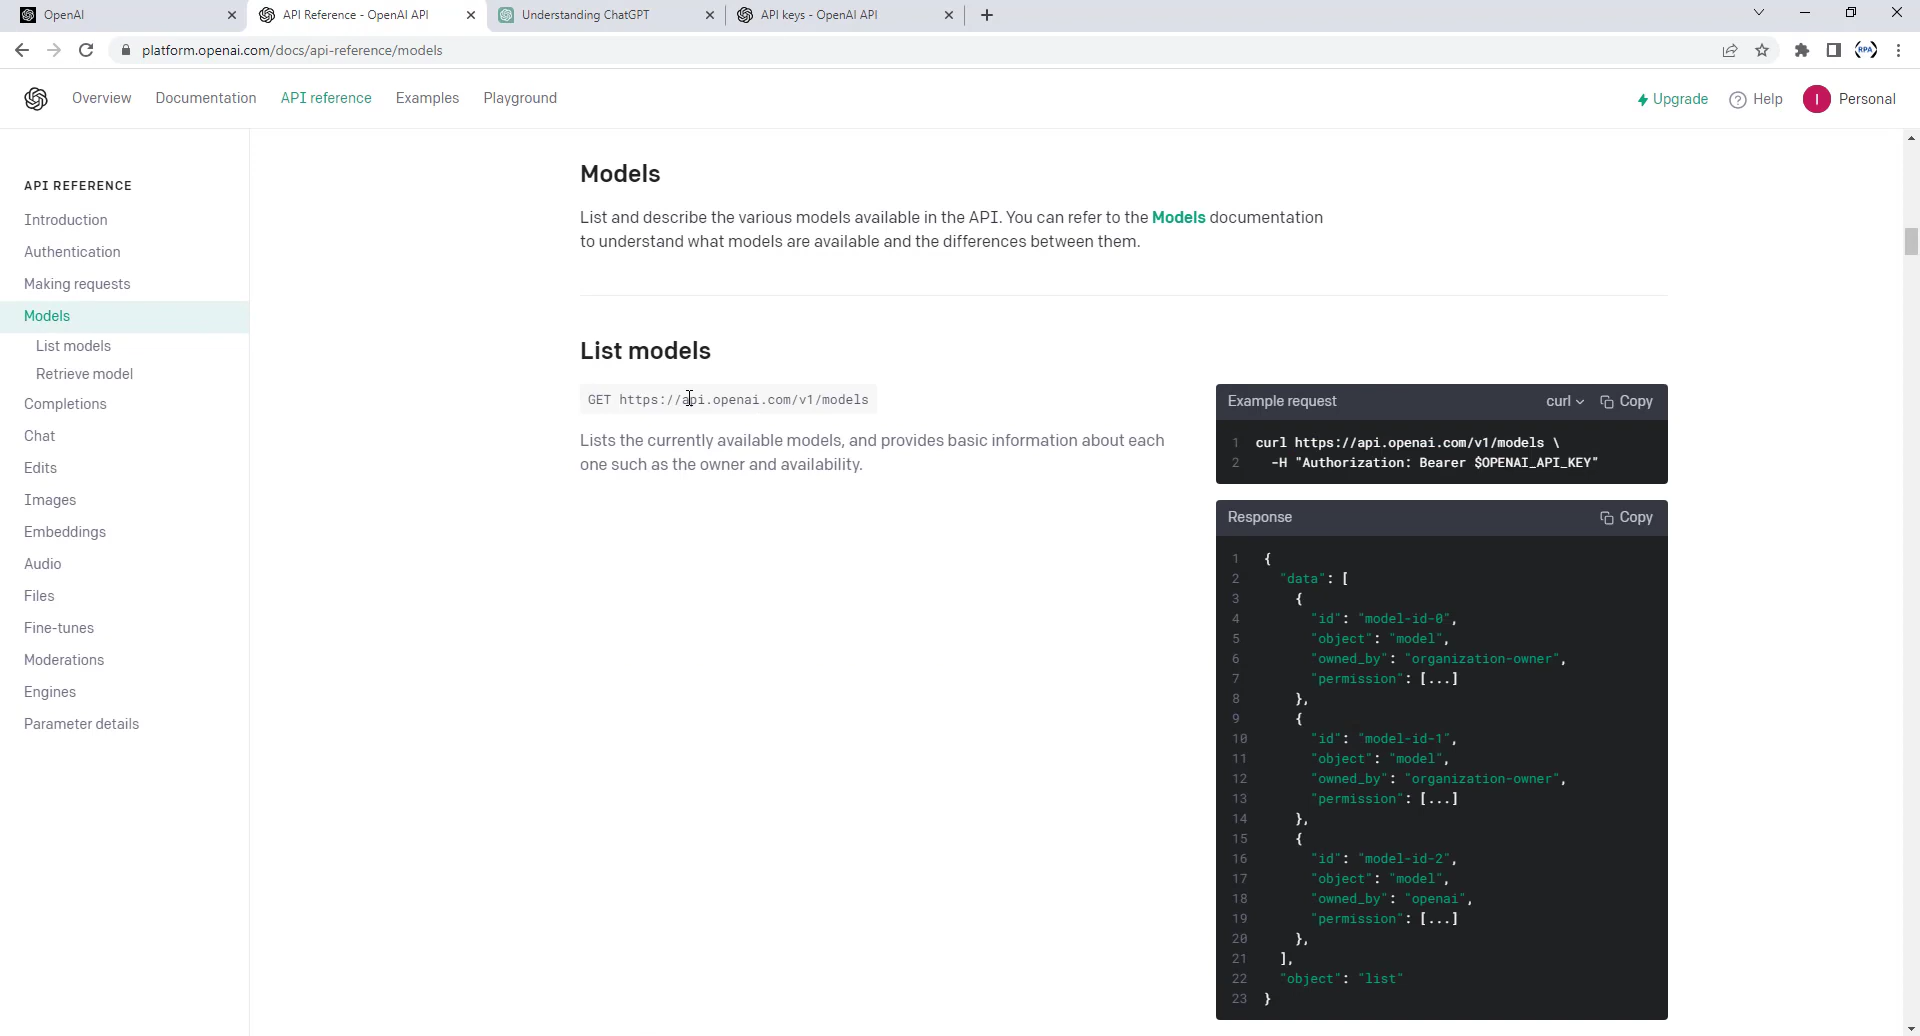 OpenAI
API Reference - OpenAI API
Understanding ChatGPT
API keys - OpenAI API
platform.openai.com/docs/api-reference/models
RPA
Overview
Documentation
API reference
Examples
Playground
Upgrade
Help
I
Personal
API REFERENCE
Introduction
Authentication
Making requests
Models
List models
Retrieve model
Completions
Chat
Edits
Images
Embeddings
Audio
Files
Fine-tunes
Moderations
Engines
Parameter details
Models
List and describe the various models available in the API. You can refer to the Models documentation
to understand what models are available and the differences between them.
List models
GET https://api.openai.com/v1/models
Lists the currently available models, and provides basic information about each
one such as the owner and availability.
Example request
curl
Copy
1 curl https://api.openai.com/v1/models \
2 -H "Authorization: Bearer $OPENAI_API_KEY"
Response
Copy
1 {
2 "data": [
3 {
4 "id": "model-id-0",
5 "object": "model",
6 "owned_by": "organization-owner",
7 "permission": [...]
8 },
9 {
10 "id": "model-id-1",
11 "object": "model",
12 "owned_by": "organization-owner",
13 "permission": [...]
14 },
15 {
16 "id": "model-id-2",
17 "object": "model",
18 "owned_by": "openai",
19 "permission": [...]
20 },
21 ],
22 "object": "list"
23 }